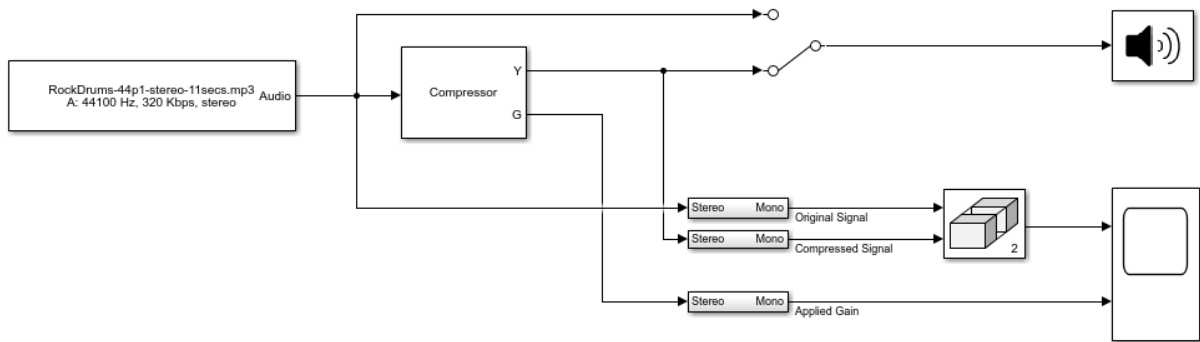 RockDrums-44p1-stereo-11secs.mp3
A: 44100 Hz, 320 Kbps, stereo
Audio
Compressor
Y
G
Stereo Mono
Original Signal
Stereo Mono
Compressed Signal
2
Stereo Mono
Applied Gain